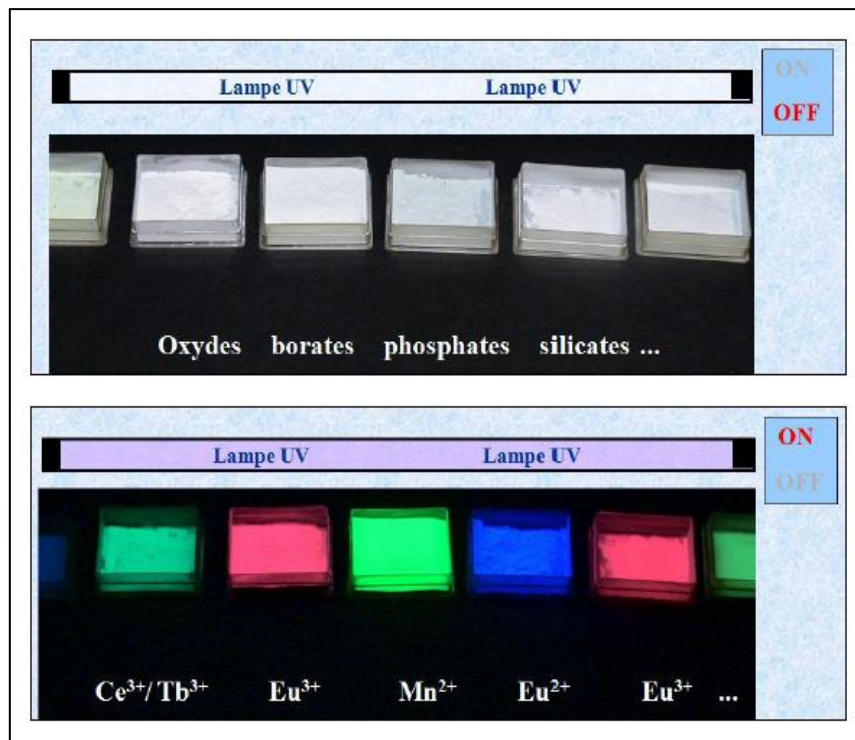 Lampe UV Lampe UV
ON
OFF
Oxydes borates phosphates silicates ...
Lampe UV Lampe UV
ON
OFF
Ce³⁺/Tb³⁺ Eu³⁺ Mn²⁺ Eu²⁺ Eu³⁺ ...